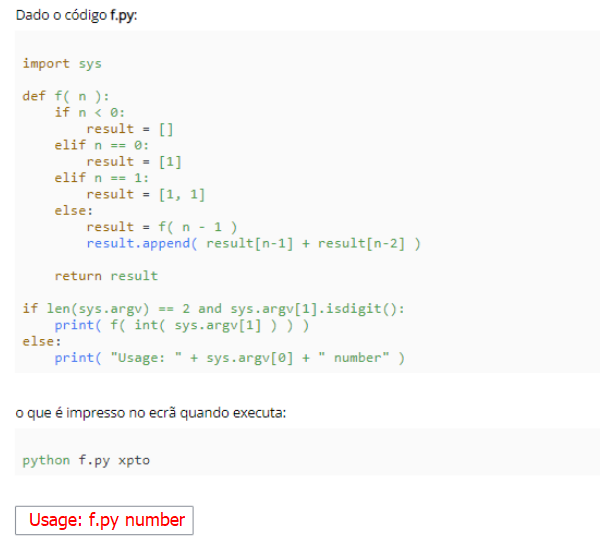 Dado o código f.py:
import sys
def f( n ):
    if n < 0:
        result = []
    elif n == 0:
        result = [1]
    elif n == 1:
        result = [1, 1]
    else:
        result = f( n - 1 )
        result.append( result[n-1] + result[n-2] )
    return result
if len(sys.argv) == 2 and sys.argv[1].isdigit():
    print( f( int( sys.argv[1] ) ) )
else:
    print( "Usage: " + sys.argv[0] + " number" )
o que é impresso no ecrã quando executa:
python f.py xpto
Usage: f.py number